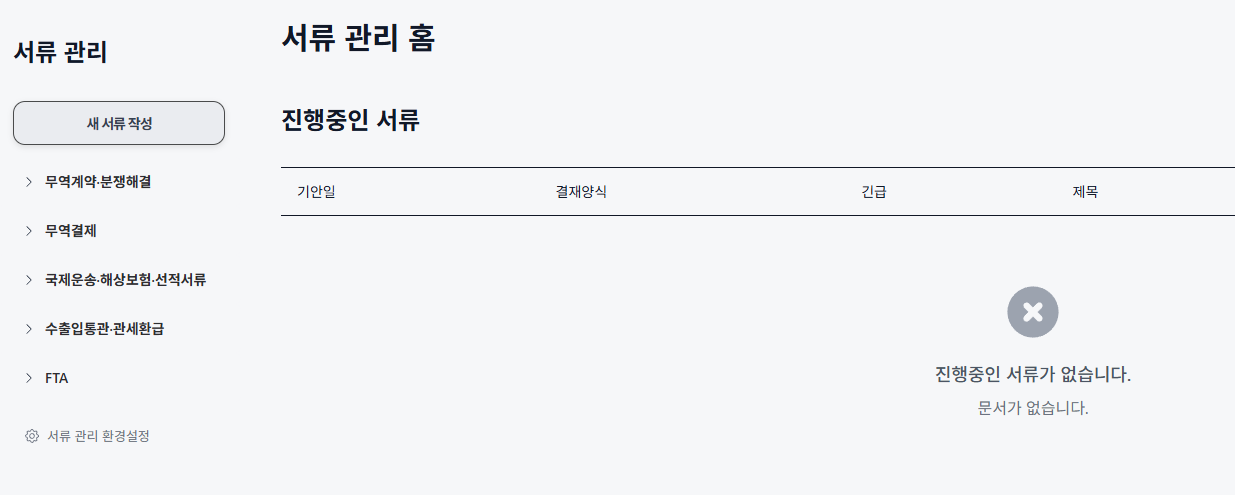 서류 관리
새 서류 작성
무역계약·분쟁해결
무역결제
국제운송·해상보험·선적서류
수출입통관·관세환급
FTA
서류 관리 환경설정
서류 관리 홈
진행중인 서류
기안일 결재양식 긴급 제목
진행중인 서류가 없습니다.
문서가 없습니다.